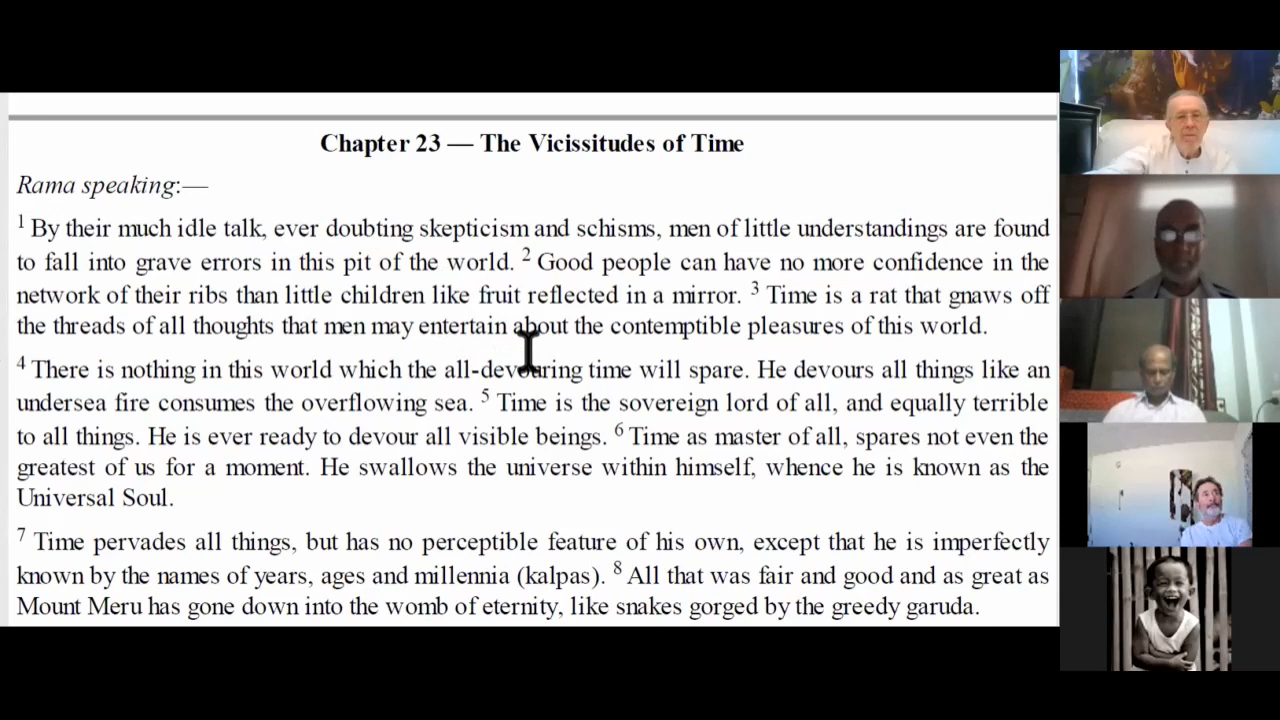 Chapter 23 — The Vicissitudes of Time
Rama speaking:—
1 By their much idle talk, ever doubting skepticism and schisms, men of little understandings are found
to fall into grave errors in this pit of the world. 2 Good people can have no more confidence in the
network of their ribs than little children like fruit reflected in a mirror. 3 Time is a rat that gnaws off
the threads of all thoughts that men may entertain about the contemptible pleasures of this world.
4 There is nothing in this world which the all-devouring time will spare. He devours all things like an
undersea fire consumes the overflowing sea. 5 Time is the sovereign lord of all, and equally terrible
to all things. He is ever ready to devour all visible beings. 6 Time as master of all, spares not even the
greatest of us for a moment. He swallows the universe within himself, whence he is known as the
Universal Soul.
7 Time pervades all things, but has no perceptible feature of his own, except that he is imperfectly
known by the names of years, ages and millennia (kalpas). 8 All that was fair and good and as great as
Mount Meru has gone down into the womb of eternity, like snakes gorged by the greedy garuda.